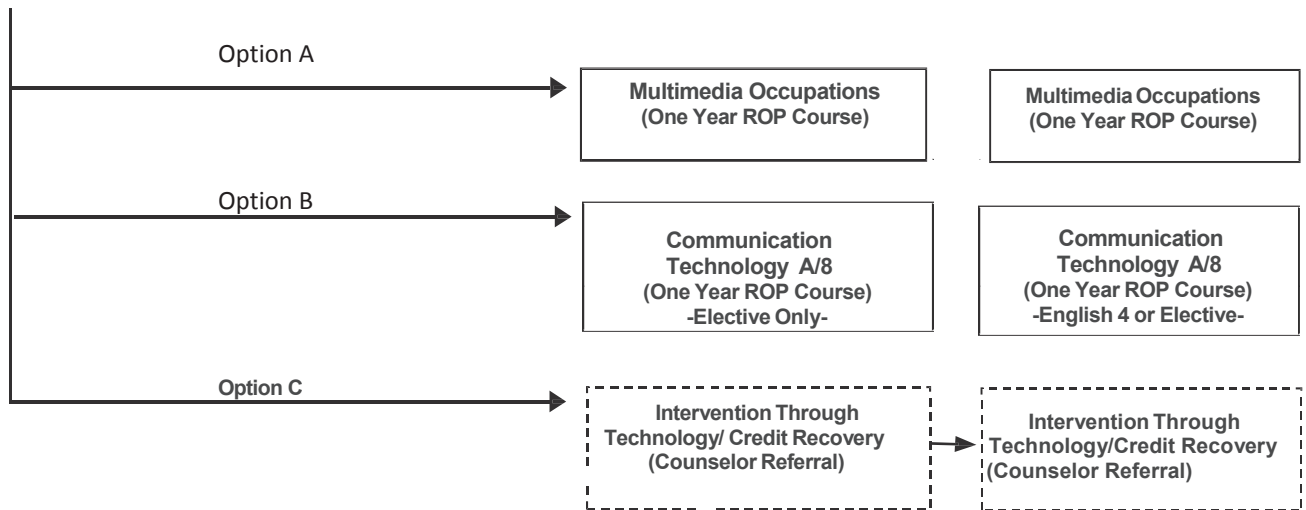 Option A
Multimedia Occupations
(One Year ROP Course)
Multimedia Occupations
(One Year ROP Course)
Option B
Communication
Technology A/8
(One Year ROP Course)
-Elective Only-
Communication
Technology A/8
(One Year ROP Course)
-English 4 or Elective-
Option C
Intervention Through
Technology/ Credit Recovery
(Counselor Referral)
Intervention Through
Technology/Credit Recovery
(Counselor Referral)